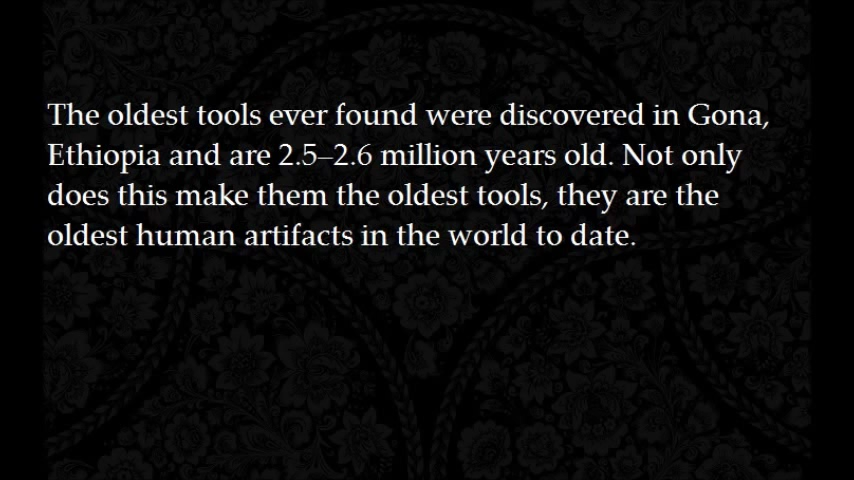 The oldest tools ever found were discovered in Gona,
Ethiopia and are 2.5–2.6 million years old. Not only
does this make them the oldest tools, they are the
oldest human artifacts in the world to date.